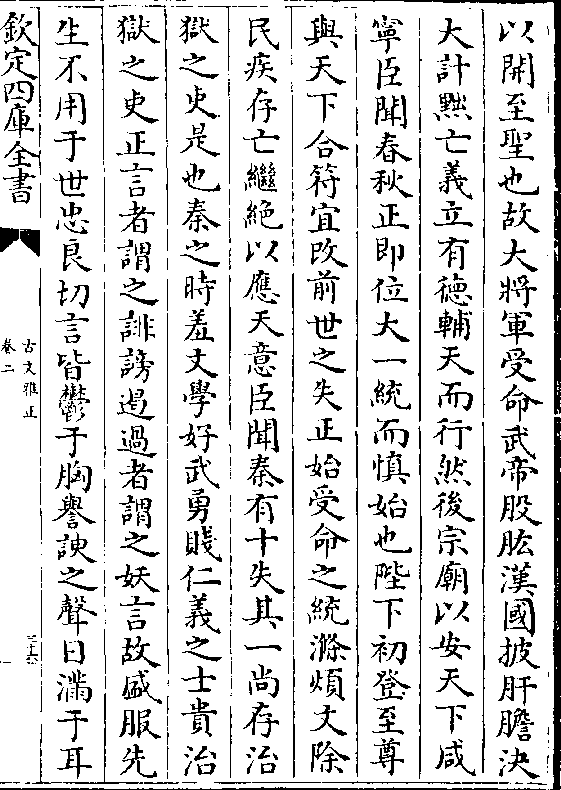 以開至聖也故大將軍受命武帝股肱漢國披肝膽決
大計黜亡義立有徳輔天而行然後宗廟以安天下咸
寧臣聞春秋正即位大一統而慎始也陛下初登至尊
與天下合符宜改前世之失正始受命之統滌煩文除
民疾存亡繼絶以應天意臣聞秦有十失其一尚存治
獄之吏是也秦之時羞文學好武勇賤仁義之士貴治
獄之吏正言者謂之誹謗遏過者謂之妖言故盛服先
生不用于世忠良切言皆鬱于胸譽諛之聲日滿于耳
欽定四庫全書
古文雅正
卷二